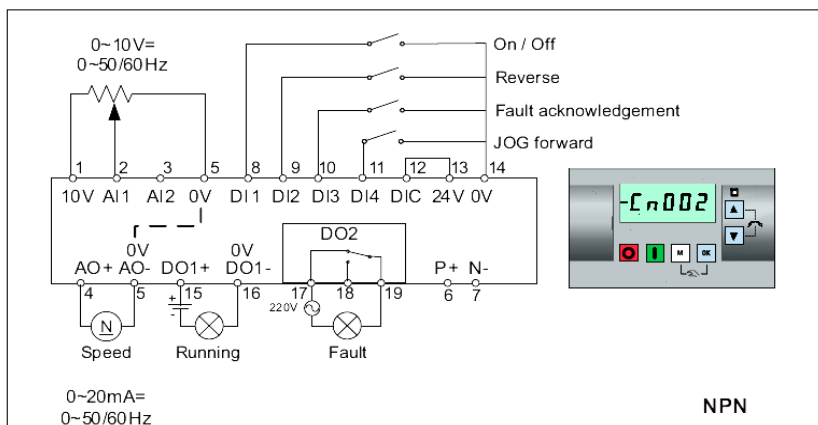 0~10V=
0~50/60Hz
On / Off
Reverse
Fault acknowledgement
JOG forward
1 2 3 5 8 9 10 11 12 13 14
10V AI1 AI2 0V DI1 DI2 DI3 DI4 DIC 24V 0V
-Cn002
M OK
DO2
0V 0V
AO+ AO- DO1+ DO1- P+ N-
4 5 15 16 17 18 19 6 7
+
-
220V
N
Speed Running Fault
0~20mA=
0~50/60Hz
NPN